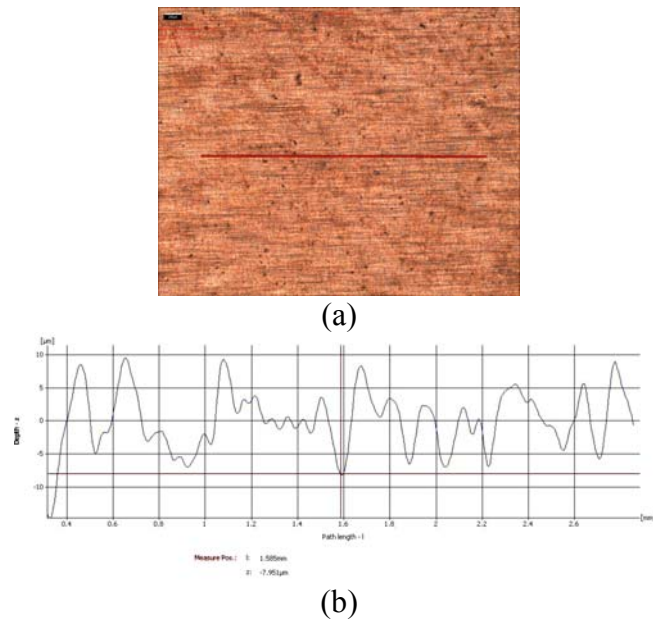 (a)
[µm]
10
5
0
-5
-10
Depth - z
0.4 0.6 0.8 1 1.2 1.4 1.6 1.8 2 2.2 2.4 2.6
[mm
Path length - l
Measure Pos.: l: 1.585mm
z: -7.951µm
(b)